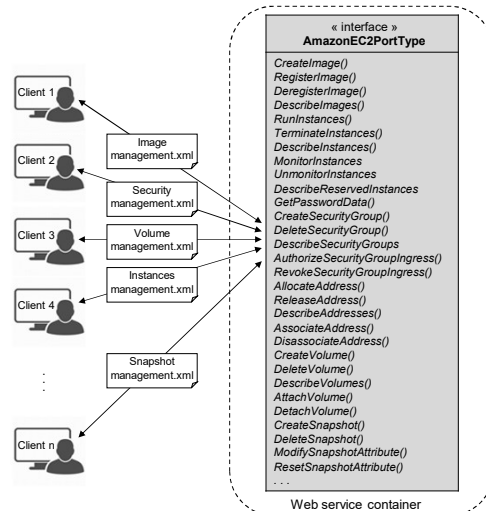 « interface »
AmazonEC2PortType
CreateImage()
RegisterImage()
DeregisterImage()
DescribeImages()
RunInstances()
TerminateInstances()
DescribeInstances()
MonitorInstances
UnmonitorInstances
DescribeReservedInstances
GetPasswordData()
CreateSecurityGroup()
DeleteSecurityGroup()
DescribeSecurityGroups
AuthorizeSecurityGroupIngress()
RevokeSecurityGroupIngress()
AllocateAddress()
ReleaseAddress()
DescribeAddresses()
AssociateAddress()
DisassociateAddress()
CreateVolume()
DeleteVolume()
DescribeVolumes()
AttachVolume()
DetachVolume()
CreateSnapshot()
DeleteSnapshot()
ModifySnapshotAttribute()
ResetSnapshotAttribute()
. . .
Web service container
Client 1
Client 2
Client 3
Client 4
. . .
Client n
Image
management.xml
Security
management.xml
Volume
management.xml
Instances
management.xml
Snapshot
management.xml